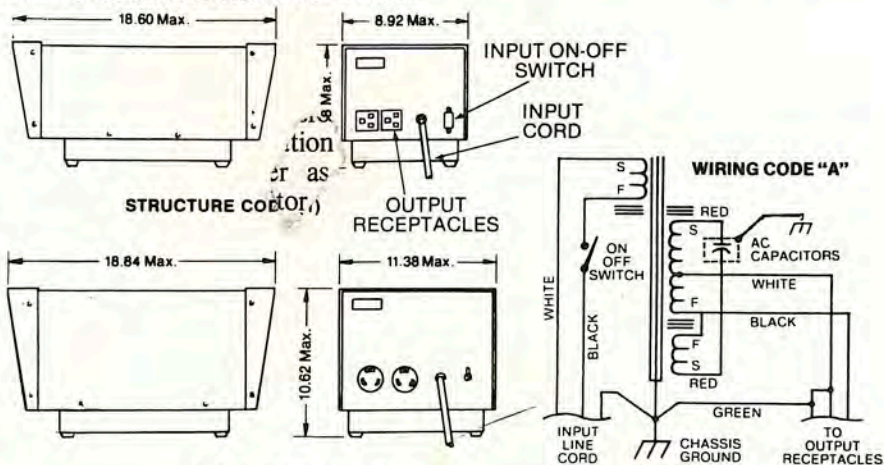 18.60 Max.
8.92 Max.
8 Max.
INPUT ON-OFF
SWITCH
INPUT
CORD
OUTPUT
RECEPTACLES
STRUCTURE
18.84 Max.
11.38 Max.
10.62 Max.
WIRING CODE "A"
S
F
RED
S
AC
CAPACITORS
ON
OFF
SWITCH
WHITE
WHITE
F
BLACK
BLACK
F
S
RED
GREEN
INPUT
LINE
CORD
CHASSIS
GROUND
TO
OUTPUT
RECEPTACLES